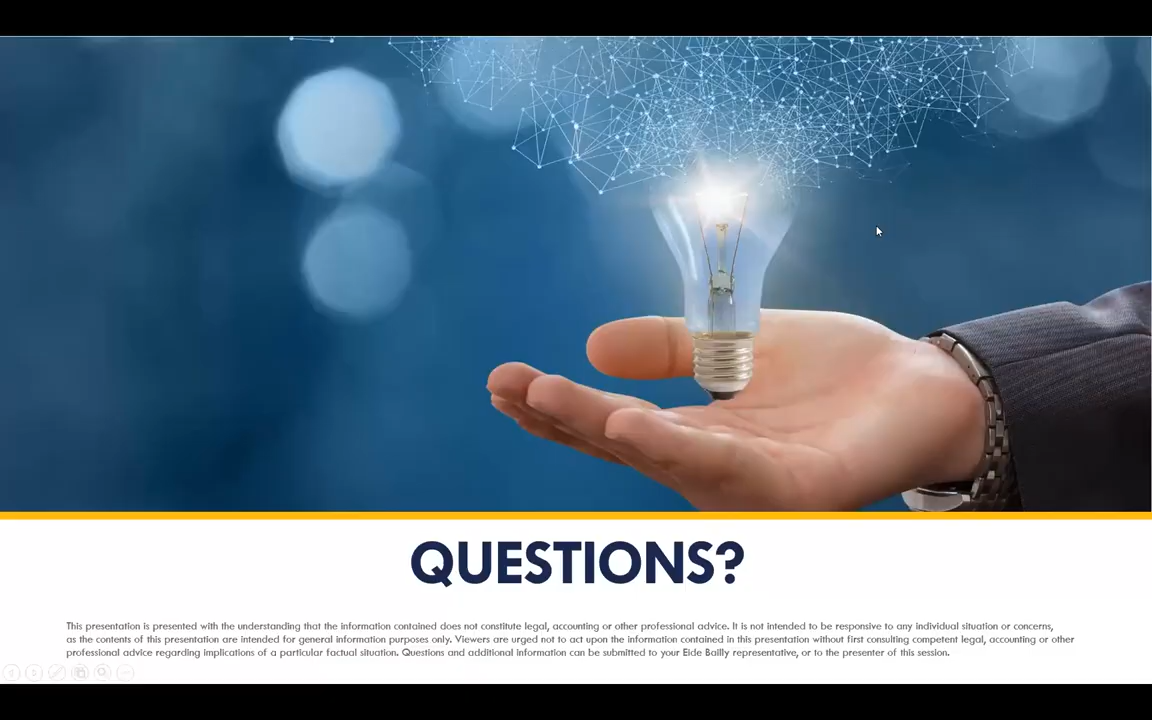 QUESTIONS?
This presentation is presented with the understanding that the information contained does not constitute legal, accounting or other professional advice. It is not intended to be responsive to any individual situation or concerns,
as the contents of this presentation are intended for general information purposes only. Viewers are urged not to act upon the information contained in this presentation without first consulting competent legal, accounting or other
professional advice regarding implications of a particular factual situation. Questions and additional information can be submitted to your Eide Bailly representative, or to the presenter of this session.